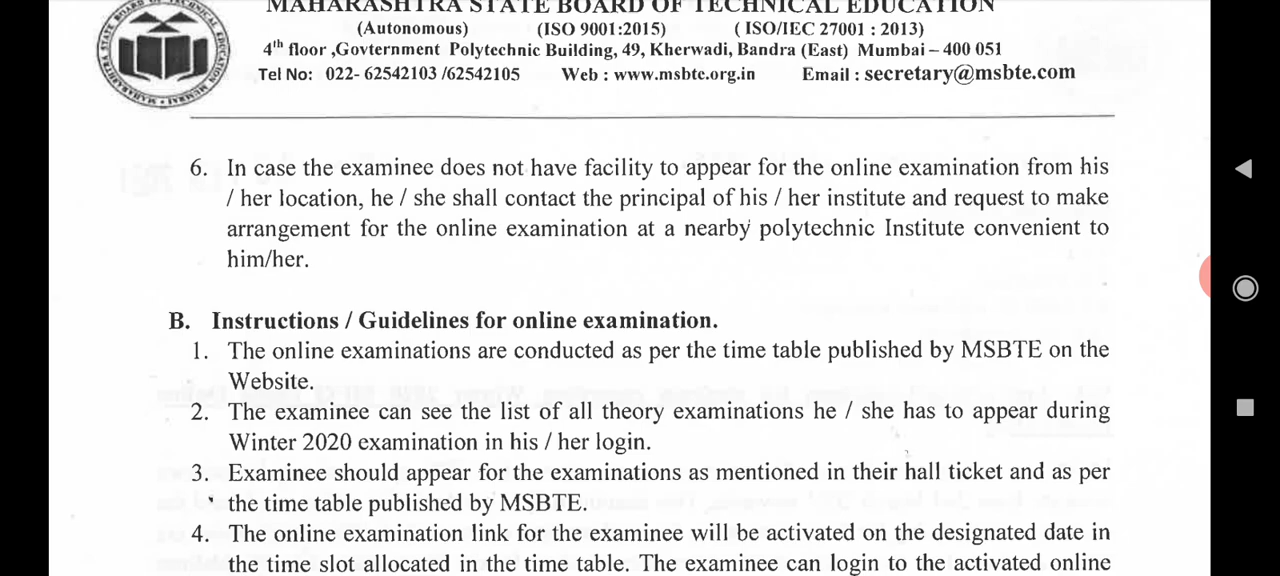 MAHARASHTRA STATE BOARD OF TECHNICAL EDUCATION
(Autonomous) (ISO 9001:2015) ( ISO/IEC 27001 : 2013)
4th floor ,Govternment Polytechnic Building, 49, Kherwadi, Bandra (East) Mumbai – 400 051
Tel No: 022- 62542103 /62542105 Web : www.msbte.org.in Email : secretary@msbte.com
6. In case the examinee does not have facility to appear for the online examination from his
/ her location, he / she shall contact the principal of his / her institute and request to make
arrangement for the online examination at a nearby polytechnic Institute convenient to
him/her.
B. Instructions / Guidelines for online examination.
1. The online examinations are conducted as per the time table published by MSBTE on the
Website.
2. The examinee can see the list of all theory examinations he / she has to appear during
Winter 2020 examination in his / her login.
3. Examinee should appear for the examinations as mentioned in their hall ticket and as per
the time table published by MSBTE.
4. The online examination link for the examinee will be activated on the designated date in
the time slot allocated in the time table. The examinee can login to the activated online